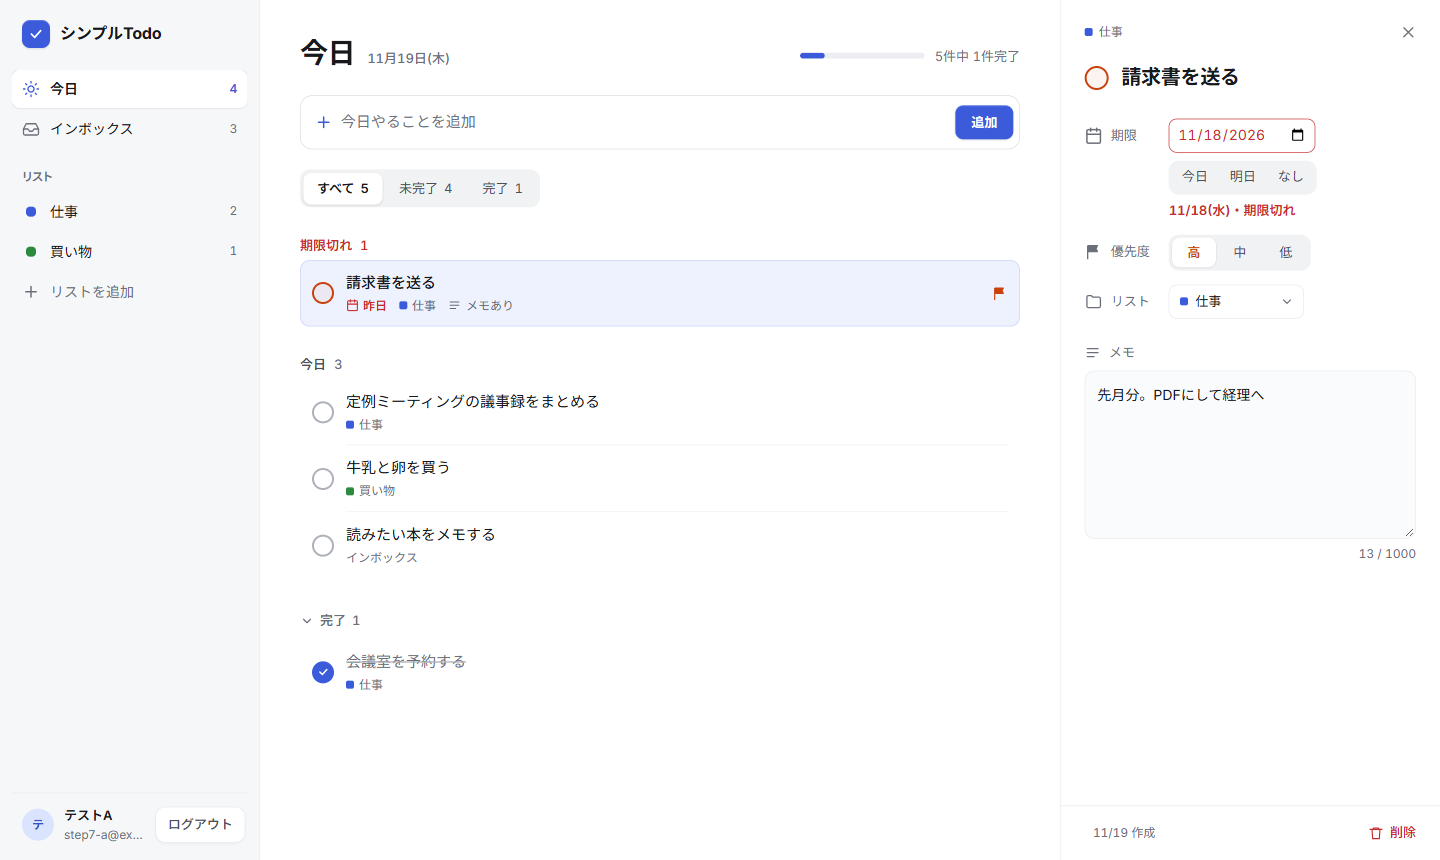 シンプルTodo
今日 4
インボックス 3
リスト
仕事 2
買い物 1
リストを追加
テ
テストA
step7-a@ex...
ログアウト
今日 11月19日(木)
5件中 1件完了
今日やることを追加
追加
すべて 5 未完了 4 完了 1
期限切れ 1
請求書を送る
昨日 仕事 メモあり
今日 3
定例ミーティングの議事録をまとめる
仕事
牛乳と卵を買う
買い物
読みたい本をメモする
インボックス
完了 1
会議室を予約する
仕事
仕事
請求書を送る
期限 11/18/2026
今日 明日 なし
11/18(水)・期限切れ
優先度 高 中 低
リスト 仕事
メモ
先月分。PDFにして経理へ
13 / 1000
11/19 作成
削除